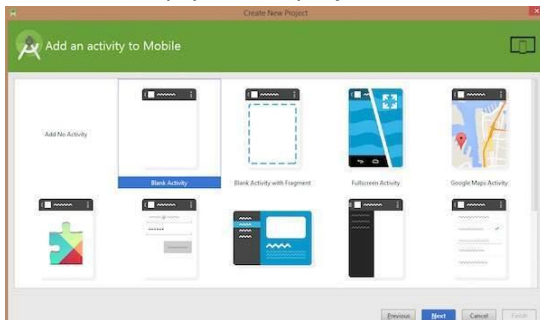 Create New Project
Add an activity to Mobile
Add No Activity
Blank Activity
Blank Activity with Fragment
Fullscreen Activity
Google Maps Activity
Previous
Next
Cancel
Finish